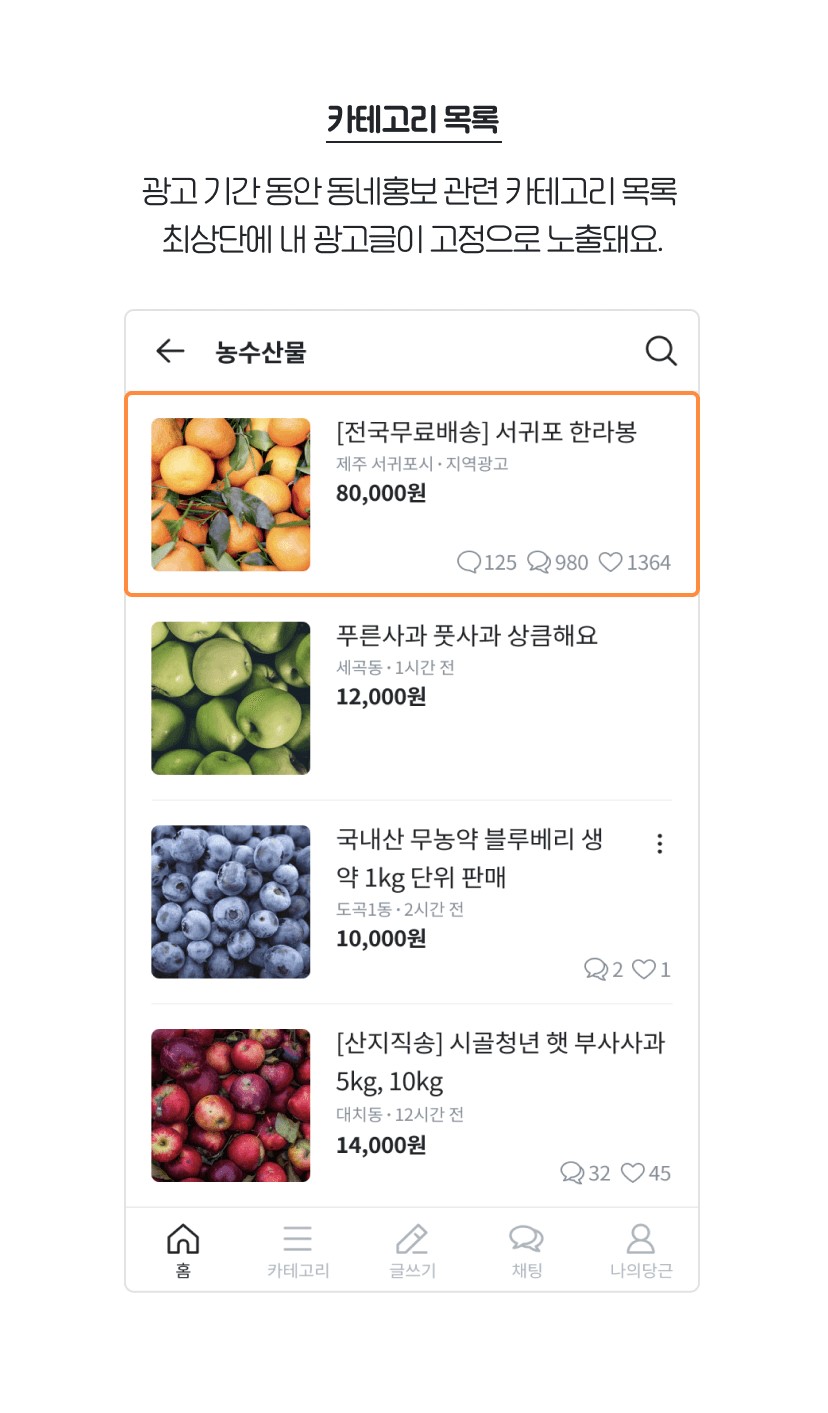 카테고리 목록
광고 기간 동안 동네홍보 관련 카테고리 목록
최상단에 내 광고글이 고정으로 노출돼요.
농수산물
[전국무료배송] 서귀포 한라봉
제주 서귀포시 · 지역광고
80,000원
125 980 1364
푸른사과 풋사과 상큼해요
세곡동 · 1시간 전
12,000원
국내산 무농약 블루베리 생
약 1kg 단위 판매
도곡1동 · 2시간 전
10,000원
2 1
[산지직송] 시골청년 햇 부사사과
5kg, 10kg
대치동 · 12시간 전
14,000원
32 45
홈 카테고리 글쓰기 채팅 나의당근